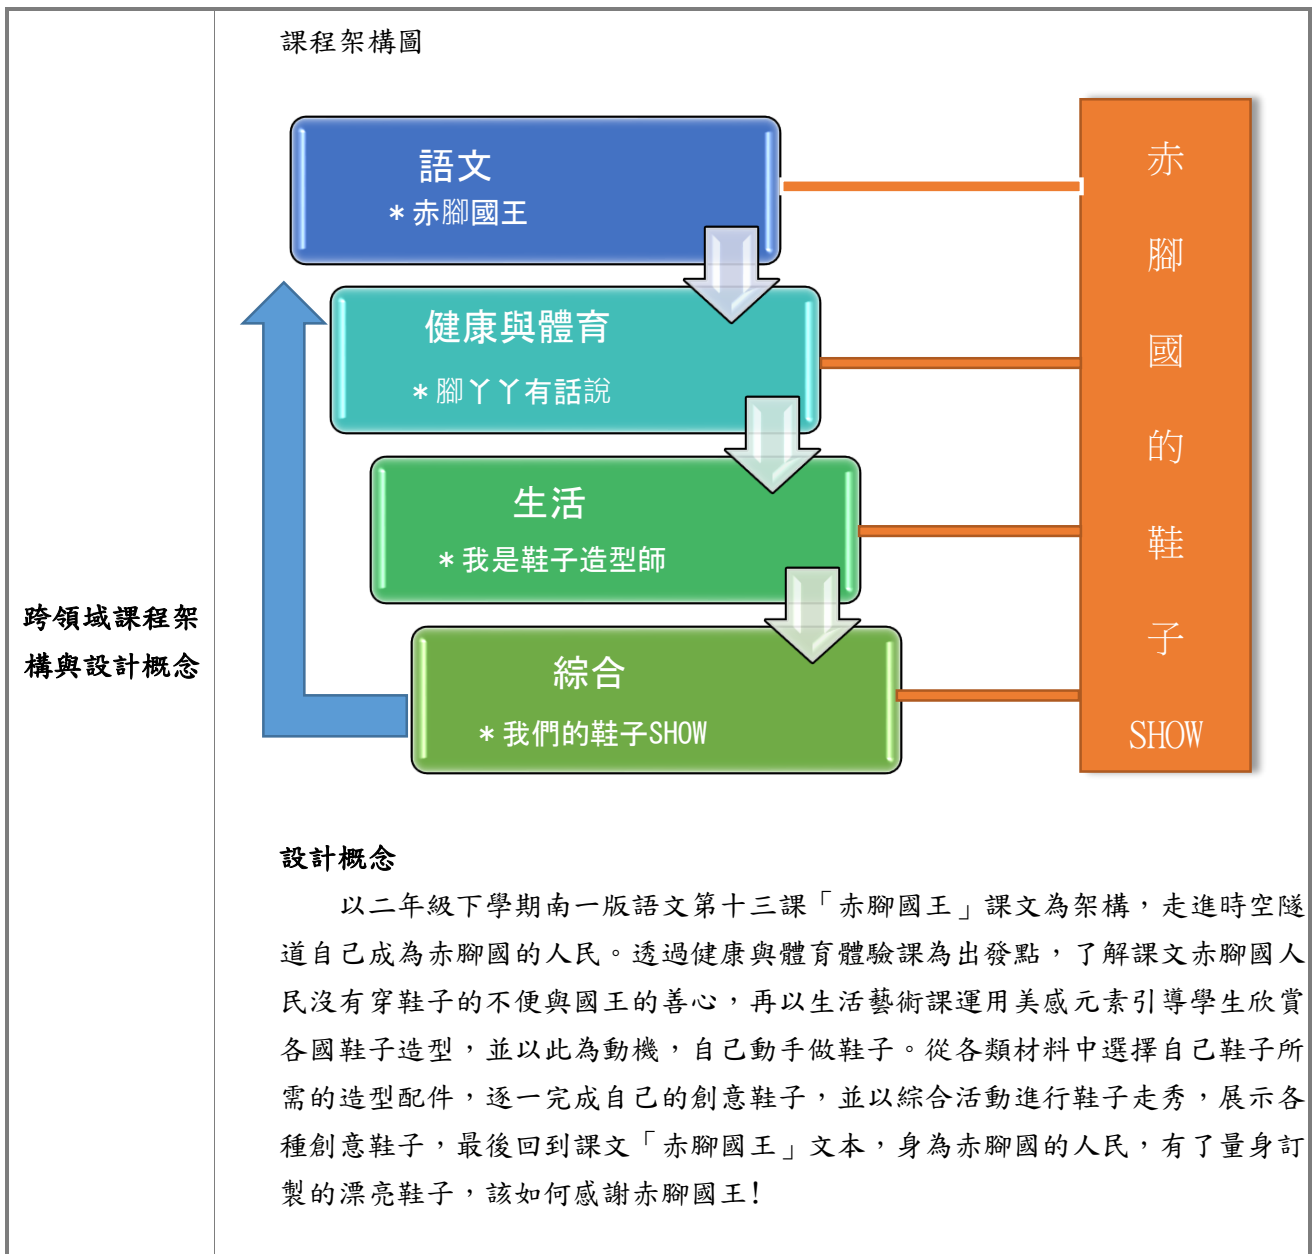 跨領域課程架
構與設計概念
課程架構圖
語文
＊赤腳國王
健康與體育
＊腳丫丫有話說
生活
＊我是鞋子造型師
綜合
＊我們的鞋子SHOW
赤
腳
國
的
鞋
子
SHOW
設計概念
以二年級下學期南一版語文第十三課「赤腳國王」課文為架構，走進時空隧
道自己成為赤腳國的人民。透過健康與體育體驗課為出發點，了解課文赤腳國人
民沒有穿鞋子的不便與國王的善心，再以生活藝術課運用美感元素引導學生欣賞
各國鞋子造型，並以此為動機，自己動手做鞋子。從各類材料中選擇自己鞋子所
需的造型配件，逐一完成自己的創意鞋子，並以綜合活動進行鞋子走秀，展示各
種創意鞋子，最後回到課文「赤腳國王」文本，身為赤腳國的人民，有了量身訂
製的漂亮鞋子，該如何感謝赤腳國王!